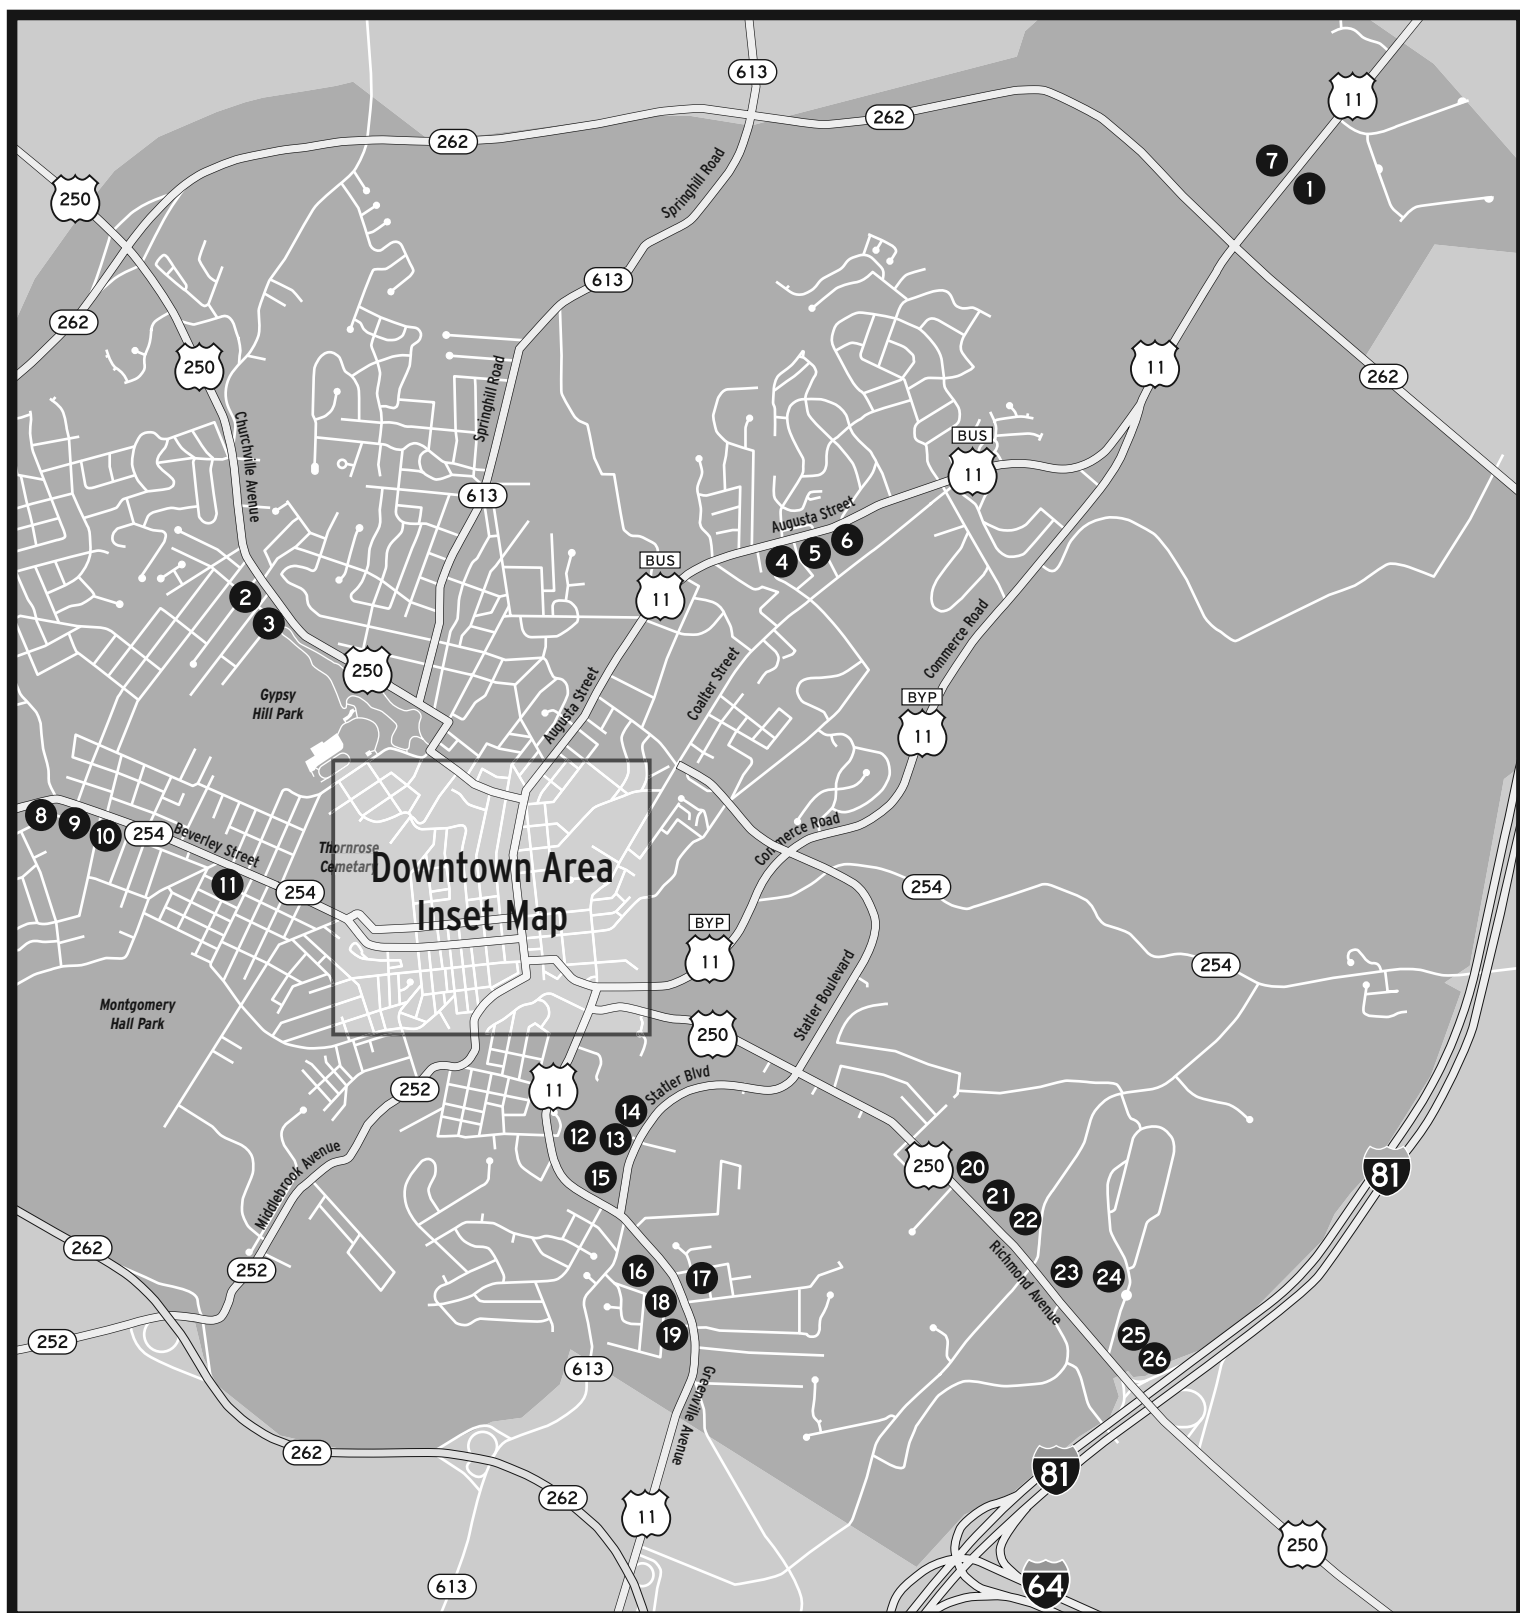 613
11
262
262
7
250
1
Springhill Road
613
262
11
250
262
Springhill Road
Churchville Avenue
BUS
11
613
Augusta Street
6
5
4
BUS
11
2
3
Commerce Road
250
Coalter Street
Augusta Street
Gypsy
Hill Park
BYP
11
8
9
10
254
Beverley Street
Commerce Road
Thornrose
Cemetary
Downtown Area
Inset Map
11
254
254
BYP
11
254
Statler Boulevard
Montgomery
Hall Park
250
252
11
Statler Blvd
14
12
13
15
Middlebrook Avenue
250
20
81
21
22
262
252
16
17
18
19
Richmond Avenue
23
24
25
26
252
613
Greenville Avenue
262
81
262
11
250
613
64